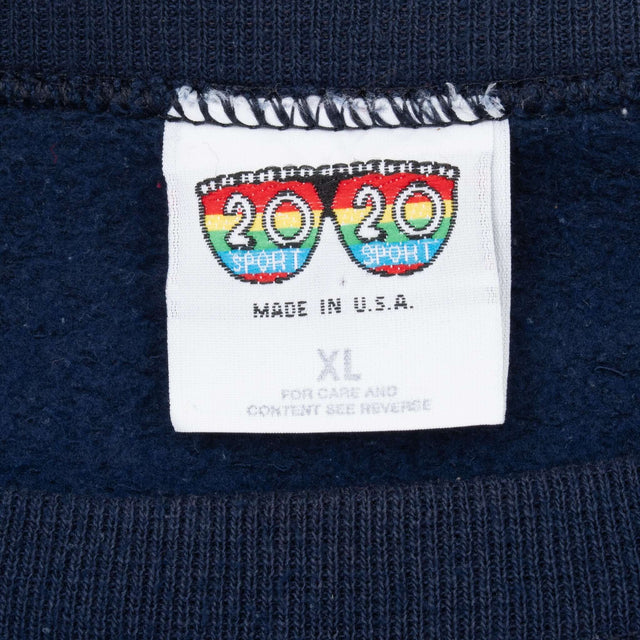 20 20
SPORT SPORT
MADE IN U.S.A.
XL
FOR CARE AND
CONTENT SEE REVERSE